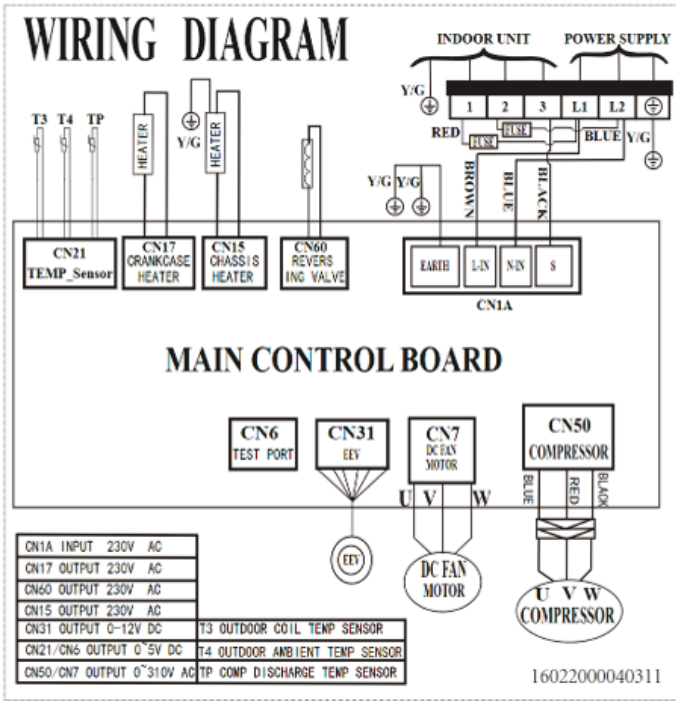 WIRING DIAGRAM
INDOOR UNIT
POWER SUPPLY
Y/G
1
2
3
L1
L2
RED
FUSE
FUSE
BLUE
Y/G
T3
T4
TP
HEATER
Y/G
HEATER
Y/G
Y/G
BROWN
BLUE
BLACK
CN21
TEMP_Sensor
CN17
CRANKCASE
HEATER
CN15
CHASSIS
HEATER
CN60
REVERS
ING VALVE
EARTH
L-IN
N-IN
S
CN1A
MAIN CONTROL BOARD
CN6
TEST PORT
CN31
EEV
CN7
DC FAN
MOTOR
CN50
COMPRESSOR
U
V
W
BLUE
RED
BLACK
EEV
DC FAN
MOTOR
U V W
COMPRESSOR
CN1A INPUT 230V AC
CN17 OUTPUT 230V AC
CN60 OUTPUT 230V AC
CN15 OUTPUT 230V AC
CN31 OUTPUT 0-12V DC
T3 OUTDOOR COIL TEMP SENSOR
CN21/CN6 OUTPUT 0~5V DC
T4 OUTDOOR AMBIENT TEMP SENSOR
CN50/CN7 OUTPUT 0~310V AC
TP COMP DISCHARGE TEMP SENSOR
16022000040311